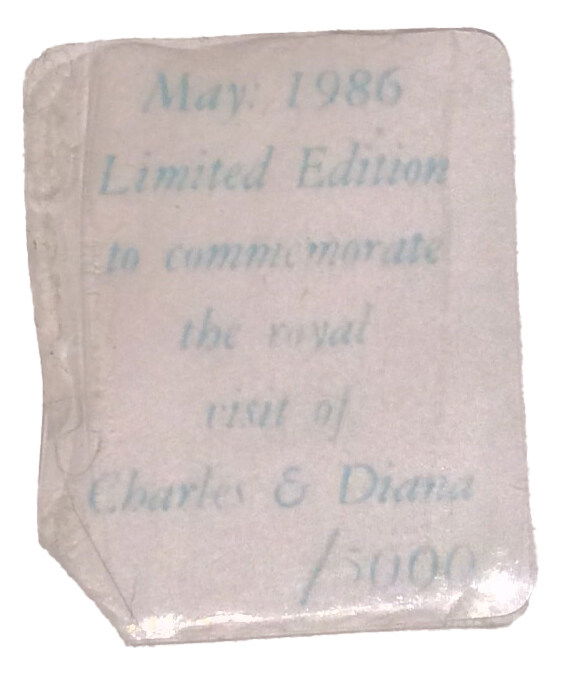 May: 1986
Limited Edition
to commemorate
the royal
visit of
Charles & Diana
/5000